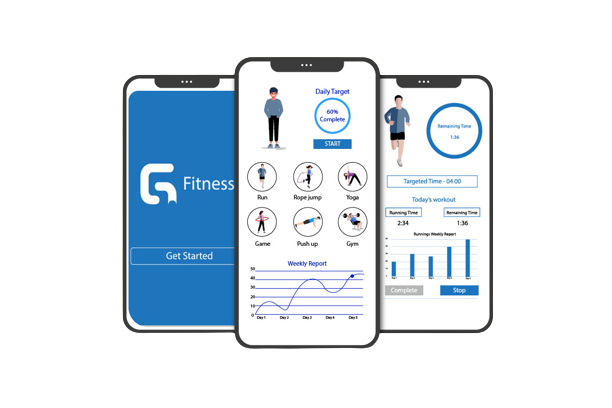 Fitness
Get Started
Daily Target
60%
Complete
START
Run
Rope jump
Yoga
Game
Push up
Gym
Weekly Report
50
40
30
20
10
0
Day 1
Day 2
Day 3
Day 4
Day 5
Remaining Time
1:36
Targeted Time - 04.00
Today's workout
Running Time
Remaining Time
2:34
1:36
Runnings Weekly Report
Complete
Stop